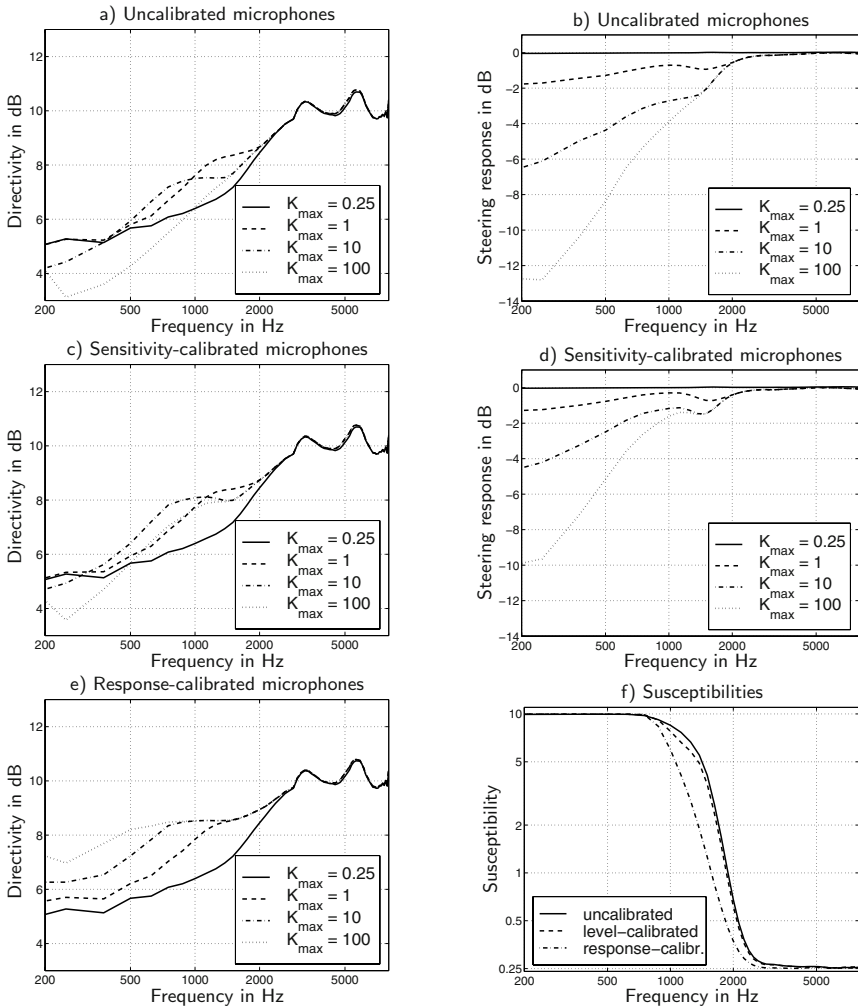 a) Uncalibrated microphones
Directivity in dB
12
10
8
6
4
K_max = 0.25
K_max = 1
K_max = 10
K_max = 100
200 500 1000 2000 5000
Frequency in Hz
b) Uncalibrated microphones
Steering response in dB
0
−2
−4
−6
−8
−10
−12
−14
K_max = 0.25
K_max = 1
K_max = 10
K_max = 100
200 500 1000 2000 5000
Frequency in Hz
c) Sensitivity-calibrated microphones
Directivity in dB
12
10
8
6
4
K_max = 0.25
K_max = 1
K_max = 10
K_max = 100
200 500 1000 2000 5000
Frequency in Hz
d) Sensitivity-calibrated microphones
Steering response in dB
0
−2
−4
−6
−8
−10
−12
−14
K_max = 0.25
K_max = 1
K_max = 10
K_max = 100
200 500 1000 2000 5000
Frequency in Hz
e) Response-calibrated microphones
Directivity in dB
12
10
8
6
4
K_max = 0.25
K_max = 1
K_max = 10
K_max = 100
200 500 1000 2000 5000
Frequency in Hz
f) Susceptibilities
Susceptibility
10
5
2
1
0.5
0.25
uncalibrated
level−calibrated
response−calibr.
200 500 1000 2000 5000
Frequency in Hz